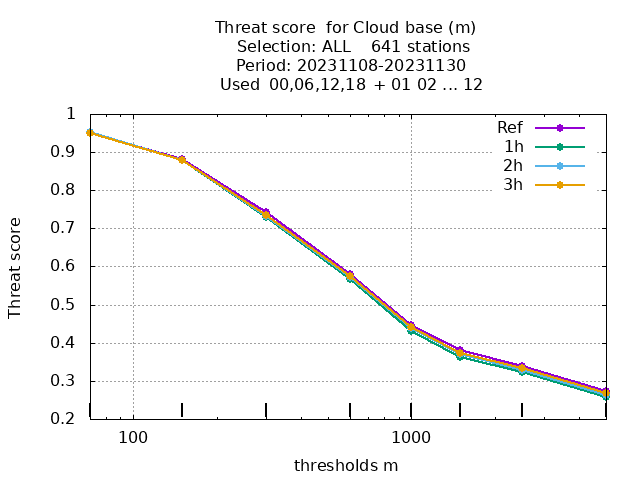 Threat score  for Cloud base (m)
Selection: ALL    641 stations
Period: 20231108-20231130
Used  00,06,12,18  + 01 02 ... 12
Ref
1h
2h
3h
1
0.9
0.8
0.7
0.6
0.5
0.4
0.3
0.2
Threat score
100
1000
thresholds m